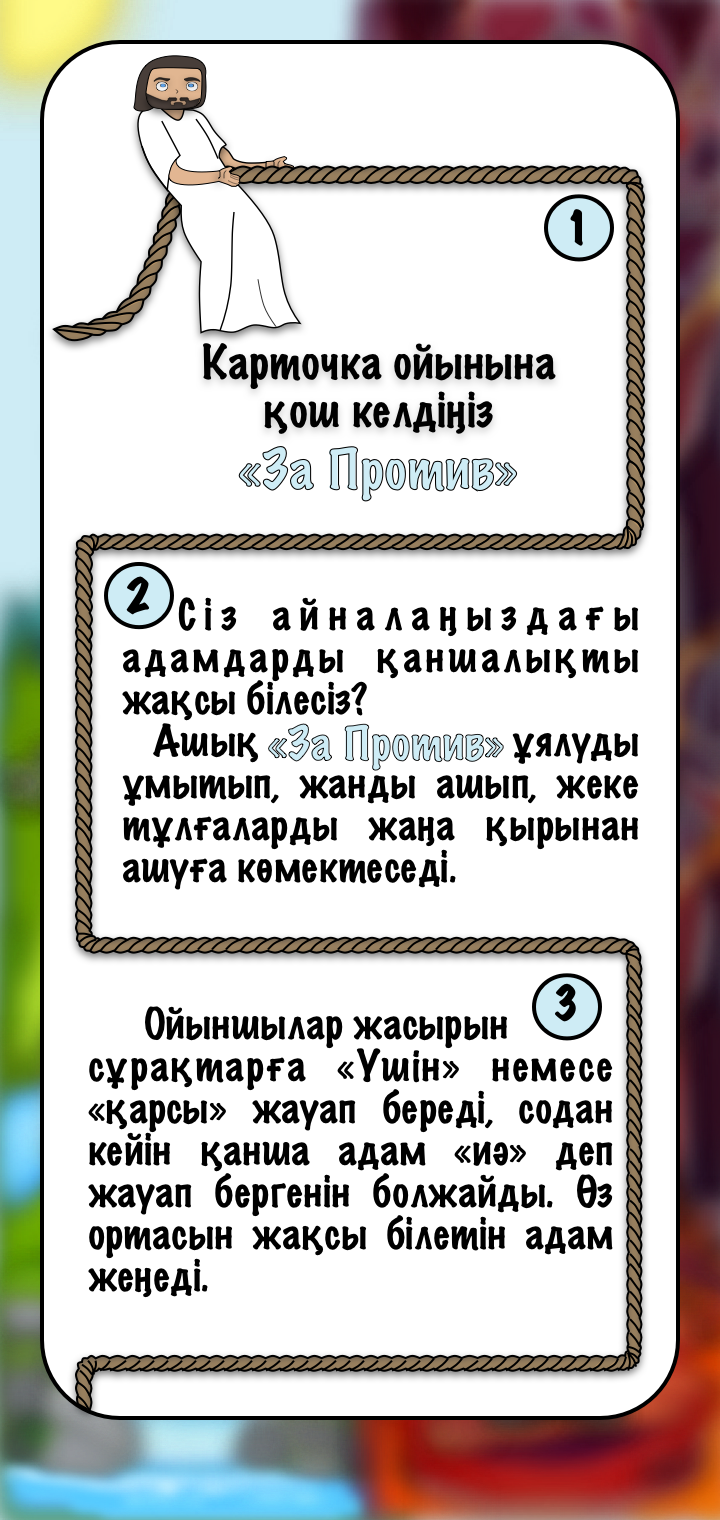 1
Карточка ойынына
қош келдіңіз
«За Против»
2
Сіз айналаңыздағы
адамдарды қаншалықты
жақсы білесіз?
Ашық «За Против» ұялуды
ұмытып, жанды ашып, жеке
тұлғаларды жаңа қырынан
ашуға көмектеседі.
3
Ойыншылар жасырын
сұрақтарға «Үшін» немесе
«қарсы» жауап береді, содан
кейін қанша адам «иә» деп
жауап бергенін болжайды. Өз
ортасын жақсы білетін адам
жеңеді.